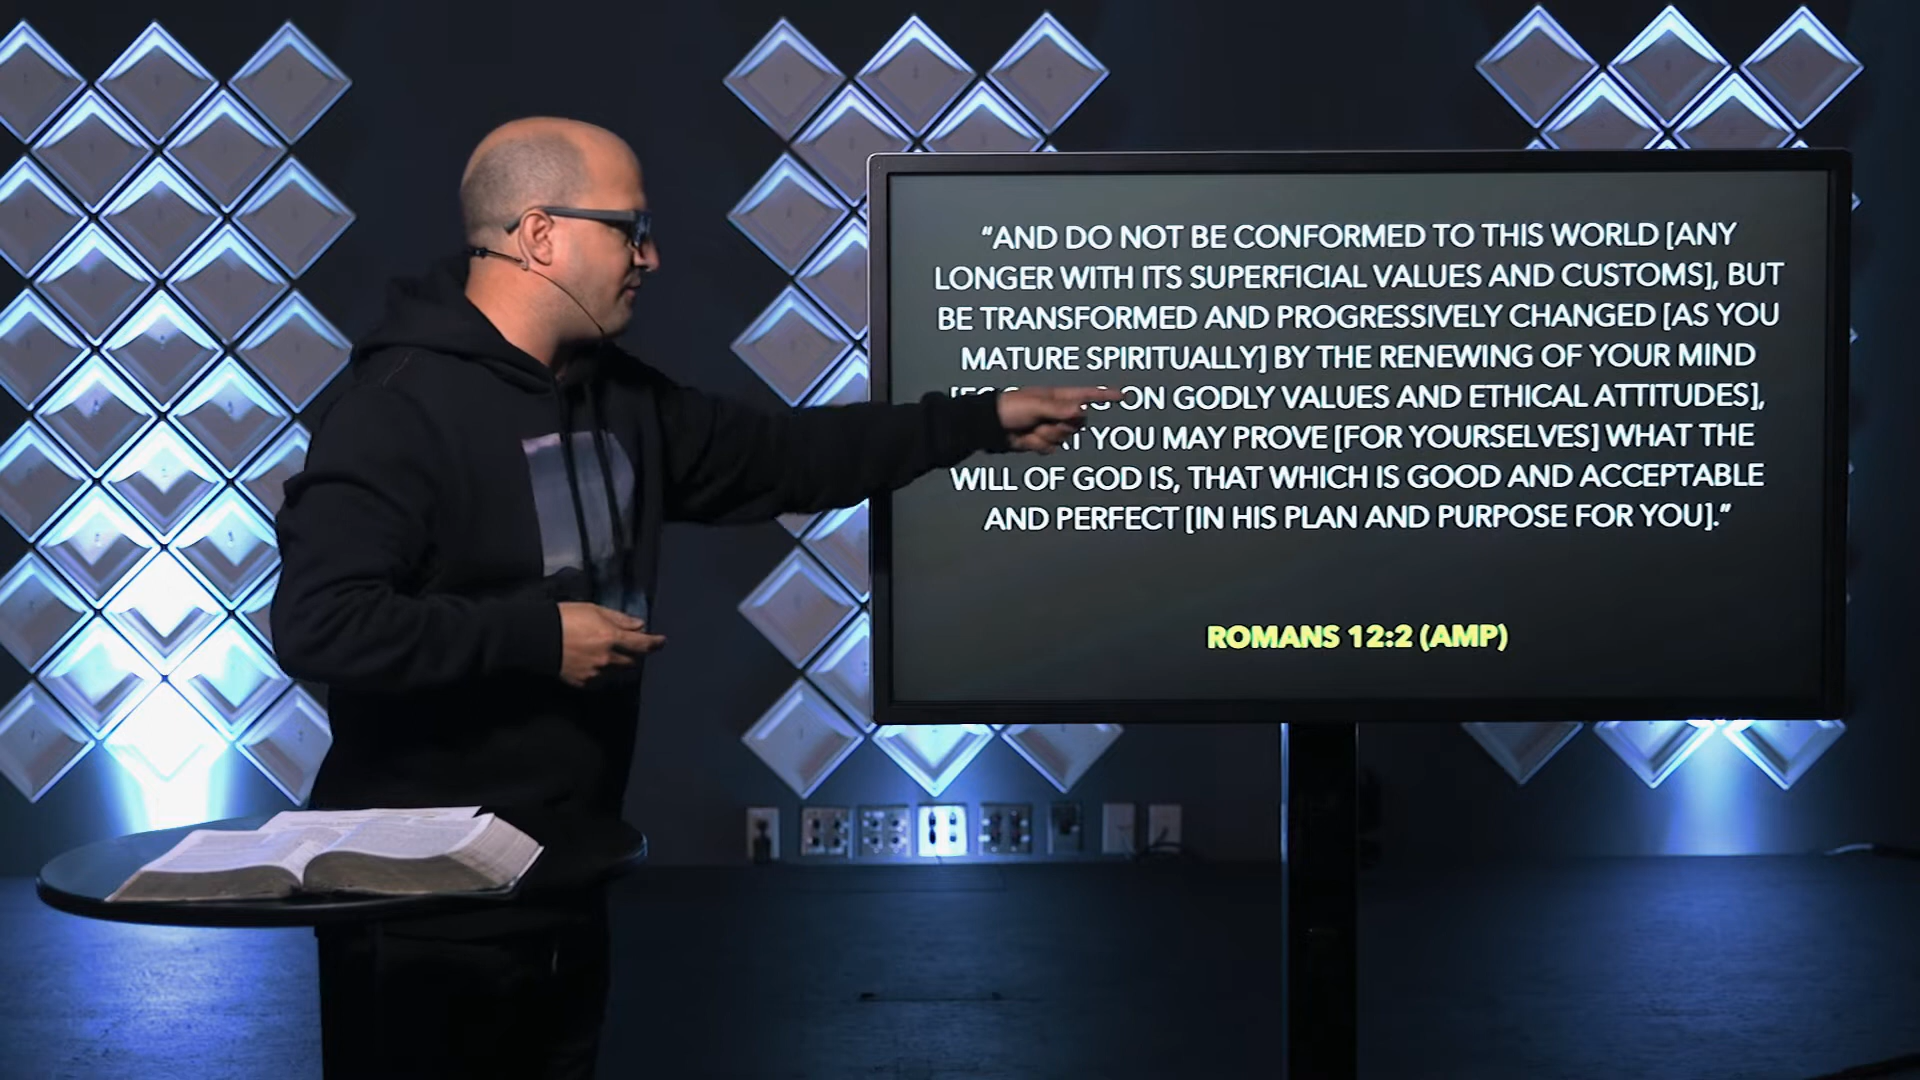 “AND DO NOT BE CONFORMED TO THIS WORLD [ANY
LONGER WITH ITS SUPERFICIAL VALUES AND CUSTOMS], BUT
BE TRANSFORMED AND PROGRESSIVELY CHANGED [AS YOU
MATURE SPIRITUALLY] BY THE RENEWING OF YOUR MIND
ON GODLY VALUES AND ETHICAL ATTITUDES],
YOU MAY PROVE [FOR YOURSELVES] WHAT THE
WILL OF GOD IS, THAT WHICH IS GOOD AND ACCEPTABLE
AND PERFECT [IN HIS PLAN AND PURPOSE FOR YOU].”
ROMANS 12:2 (AMP)